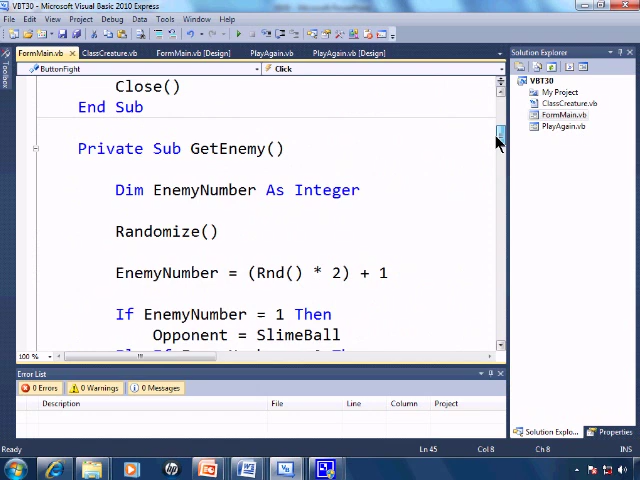 VBT30 - Microsoft Visual Basic 2010 Express
File Edit View Project Debug Data Tools Window Help
FormMain.vb ClassCreature.vb FormMain.vb [Design] PlayAgain.vb PlayAgain.vb [Design]
ButtonFight Click
Toolbox
Close()
End Sub
Private Sub GetEnemy()
Dim EnemyNumber As Integer
Randomize()
EnemyNumber = (Rnd() * 2) + 1
If EnemyNumber = 1 Then
Opponent = SlimeBall
100 %
Solution Explorer
VBT30
My Project
ClassCreature.vb
FormMain.vb
PlayAgain.vb
Error List
0 Errors 0 Warnings 0 Messages
Description File Line Column Project
Solution Explo... Properties
Ready Ln 45 Col 8 Ch 8 INS